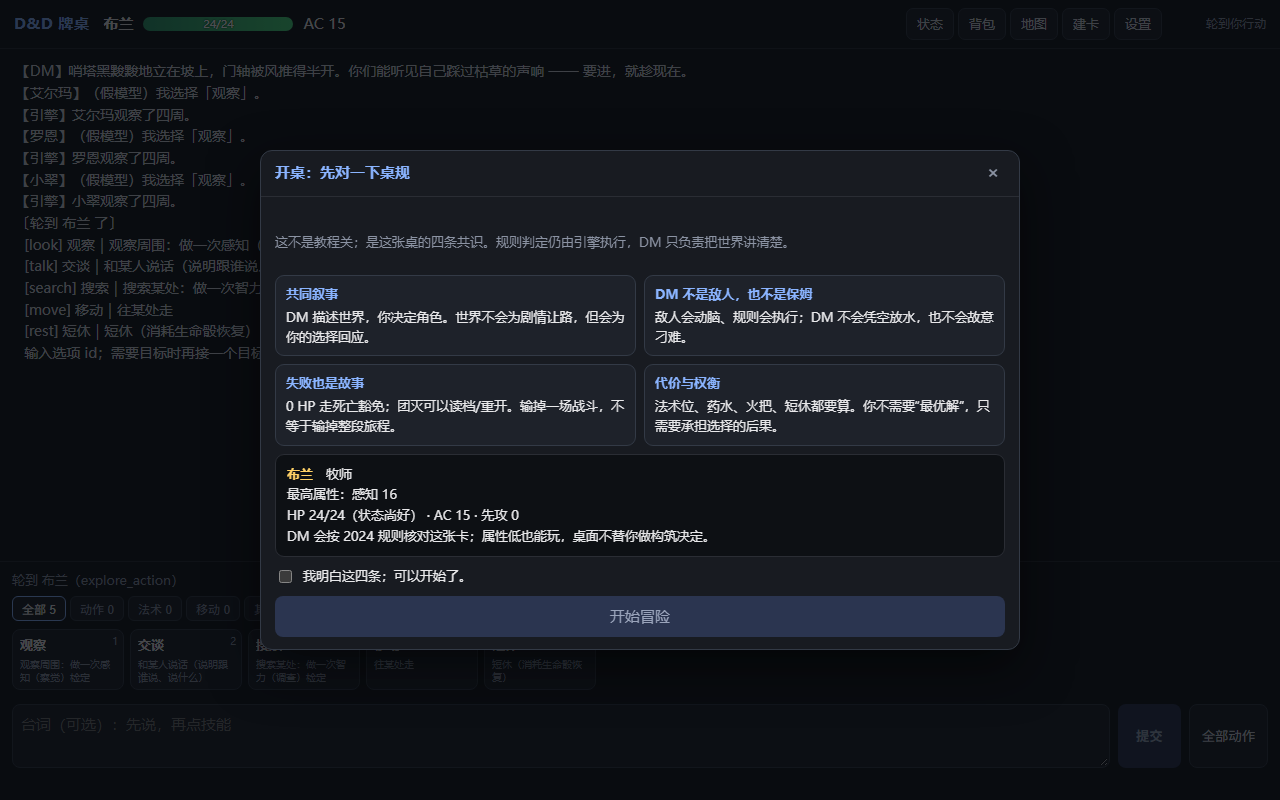 D&D 牌桌 布兰 24/24 AC 15 状态 背包 地图 建卡 设置 轮到你行动
【DM】哨塔黑黢黢地立在坡上，门轴被风推得半开。你们能听见自己踩过枯草的声响 —— 要进，就趁现在。
【艾尔玛】（假模型）我选择「观察」。
【引擎】艾尔玛观察了四周。
【罗恩】（假模型）我选择「观察」。
【引擎】罗恩观察了四周。
【小翠】（假模型）我选择「观察」。
【引擎】小翠观察了四周。
〔轮到 布兰 了〕
[look] 观察 | 观察周围：做一次感知（
[talk] 交谈 | 和某人说话（说明跟谁说
[search] 搜索 | 搜索某处：做一次智力
[move] 移动 | 往某处走
[rest] 短休 | 短休（消耗生命骰恢复）
输入选项 id；需要目标时再接一个目标
开桌：先对一下桌规 ×
这不是教程关；是这张桌的四条共识。规则判定仍由引擎执行，DM 只负责把世界讲清楚。
共同叙事
DM 描述世界，你决定角色。世界不会为剧情让路，但会为
你的选择回应。
DM 不是敌人，也不是保姆
敌人会动脑、规则会执行；DM 不会凭空放水，也不会故意
刁难。
失败也是故事
0 HP 走死亡豁免；团灭可以读档/重开。输掉一场战斗，不
等于输掉整段旅程。
代价与权衡
法术位、药水、火把、短休都要算。你不需要“最优解”，只
需要承担选择的后果。
布兰 牧师
最高属性：感知 16
HP 24/24（状态尚好） · AC 15 · 先攻 0
DM 会按 2024 规则核对这张卡；属性低也能玩，桌面不替你做构筑决定。
我明白这四条；可以开始了。
开始冒险
轮到 布兰（explore_action）
全部 5 动作 0 法术 0 移动 0
观察 1
观察周围：做一次感
知（察觉）检定
交谈 2
和某人说话（说明跟
谁说、说什么）
搜索某处：做一次智
力（调查）检定
往某处走
短休（消耗生命骰恢
复）
台词（可选）：先说，再点技能
提交 全部动作